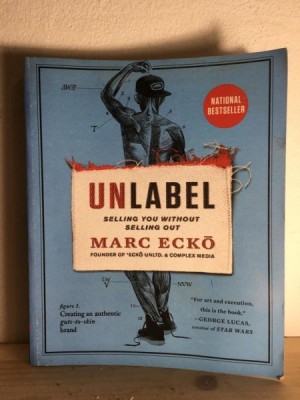 NATIONAL
BESTSELLER
T
UNLABEL
SELLING YOU WITHOUT
SELLING OUT
MARC ECKŌ
FOUNDER OF *ECKŌ UNLTD. & COMPLEX MEDIA
figure 1.
Creating an authentic
guts-to-skin
brand
"For art and execution,
this is the book."
—GEORGE LUCAS,
creator of STAR WARS